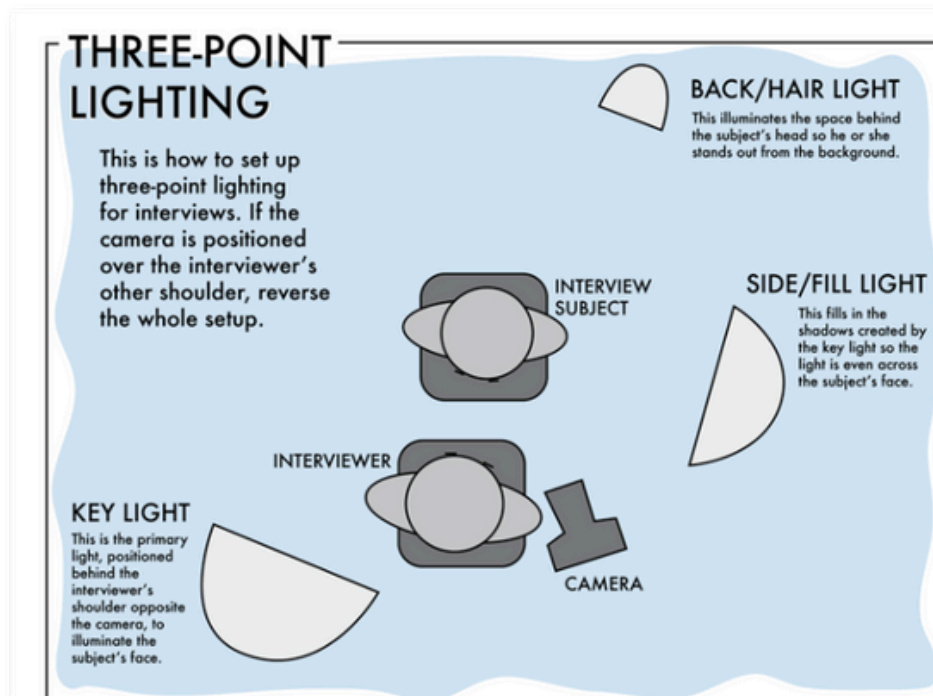 THREE-POINT
LIGHTING
This is how to set up
three-point lighting
for interviews. If the
camera is positioned
over the interviewer's
other shoulder, reverse
the whole setup.
BACK/HAIR LIGHT
This illuminates the space behind
the subject's head so he or she
stands out from the background.
INTERVIEW
SUBJECT
SIDE/FILL LIGHT
This fills in the
shadows created by
the key light so the
light is even across
the subject's face.
INTERVIEWER
KEY LIGHT
This is the primary
light, positioned
behind the
interviewer's
shoulder opposite
the camera, to
illuminate the
subject's face.
CAMERA